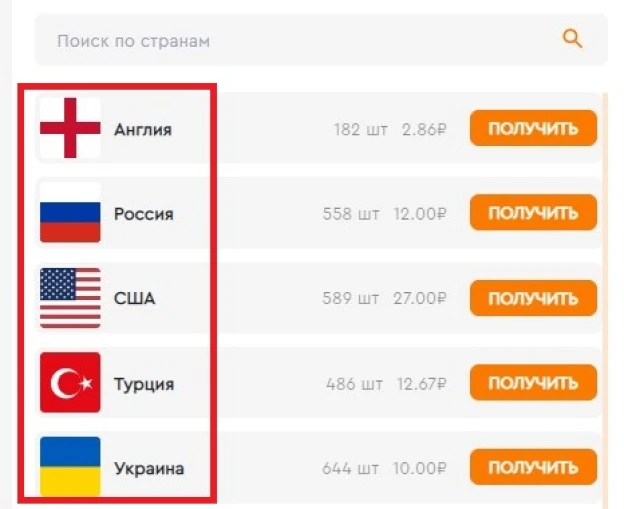 Поиск по странам
Англия 182 шт 2.86₽ ПОЛУЧИТЬ
Россия 558 шт 12.00₽ ПОЛУЧИТЬ
США 589 шт 27.00₽ ПОЛУЧИТЬ
Турция 486 шт 12.67₽ ПОЛУЧИТЬ
Украина 644 шт 10.00₽ ПОЛУЧИТЬ